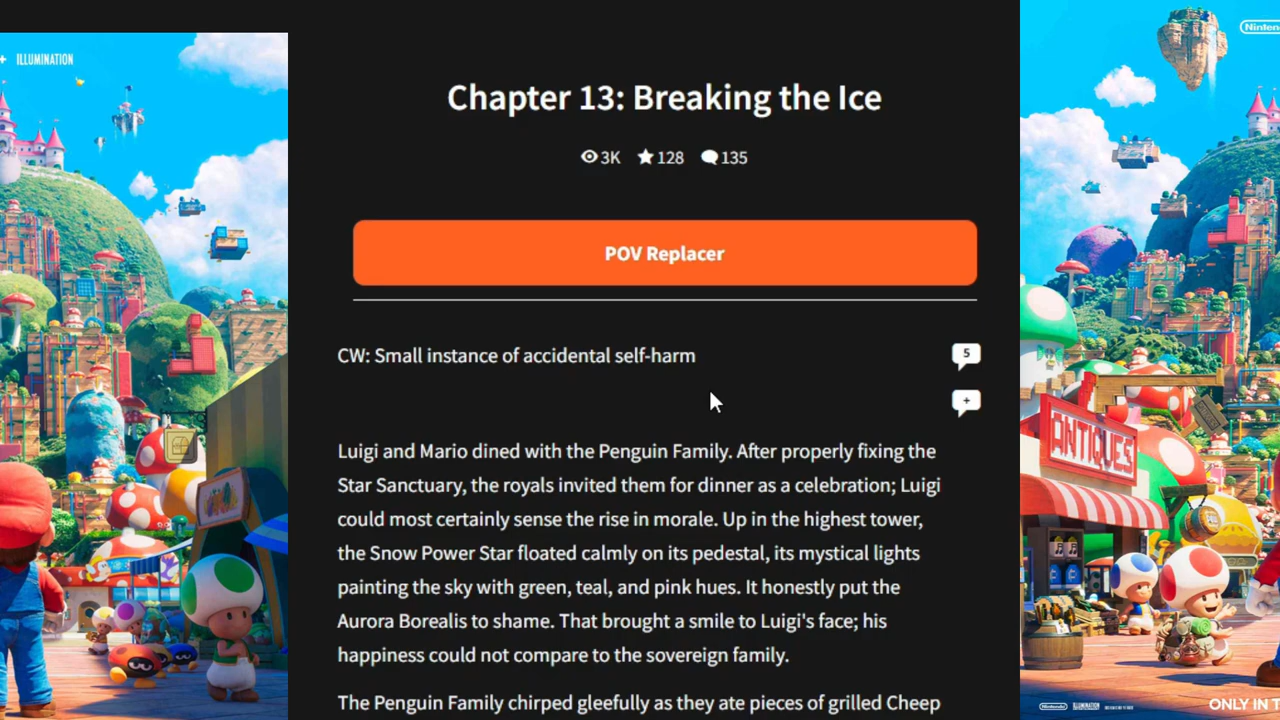 ILLUMINATION
Chapter 13: Breaking the Ice
3K 128 135
POV Replacer
CW: Small instance of accidental self-harm
5
+
Luigi and Mario dined with the Penguin Family. After properly fixing the
Star Sanctuary, the royals invited them for dinner as a celebration; Luigi
could most certainly sense the rise in morale. Up in the highest tower,
the Snow Power Star floated calmly on its pedestal, its mystical lights
painting the sky with green, teal, and pink hues. It honestly put the
Aurora Borealis to shame. That brought a smile to Luigi's face; his
happiness could not compare to the sovereign family.
The Penguin Family chirped gleefully as they ate pieces of grilled Cheep
Ninten
ANTIQUES
Nintendo
ONLY IN T